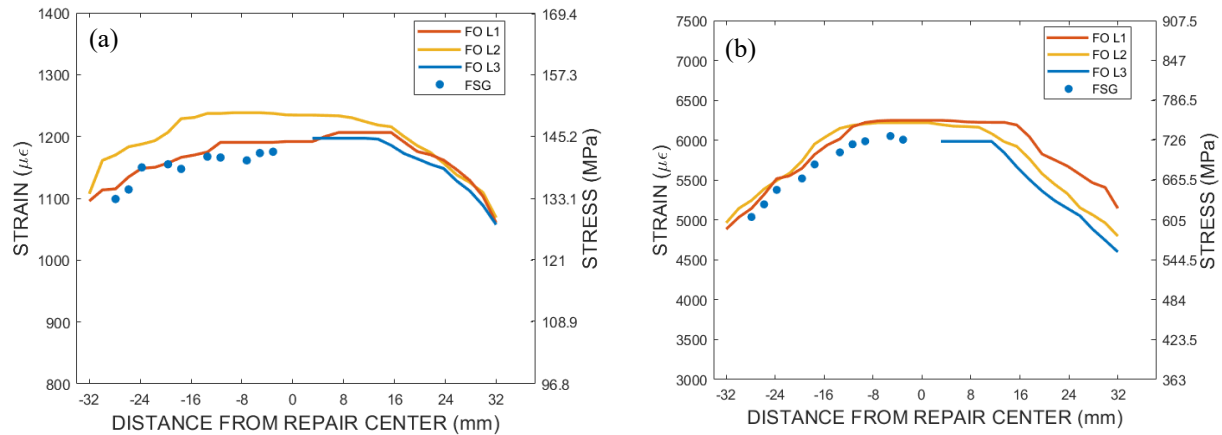 (a)
FO L1
FO L2
FO L3
FSG
STRAIN (με)
1400
1300
1200
1100
1000
900
800
169.4
157.3
145.2
133.1
121
108.9
96.8
STRESS (MPa)
-32 -24 -16 -8 0 8 16 24 32
DISTANCE FROM REPAIR CENTER (mm)
(b)
FO L1
FO L2
FO L3
FSG
STRAIN (με)
7500
7000
6500
6000
5500
5000
4500
4000
3500
3000
907.5
847
786.5
726
665.5
605
544.5
484
423.5
363
STRESS (MPa)
-32 -24 -16 -8 0 8 16 24 32
DISTANCE FROM REPAIR CENTER (mm)